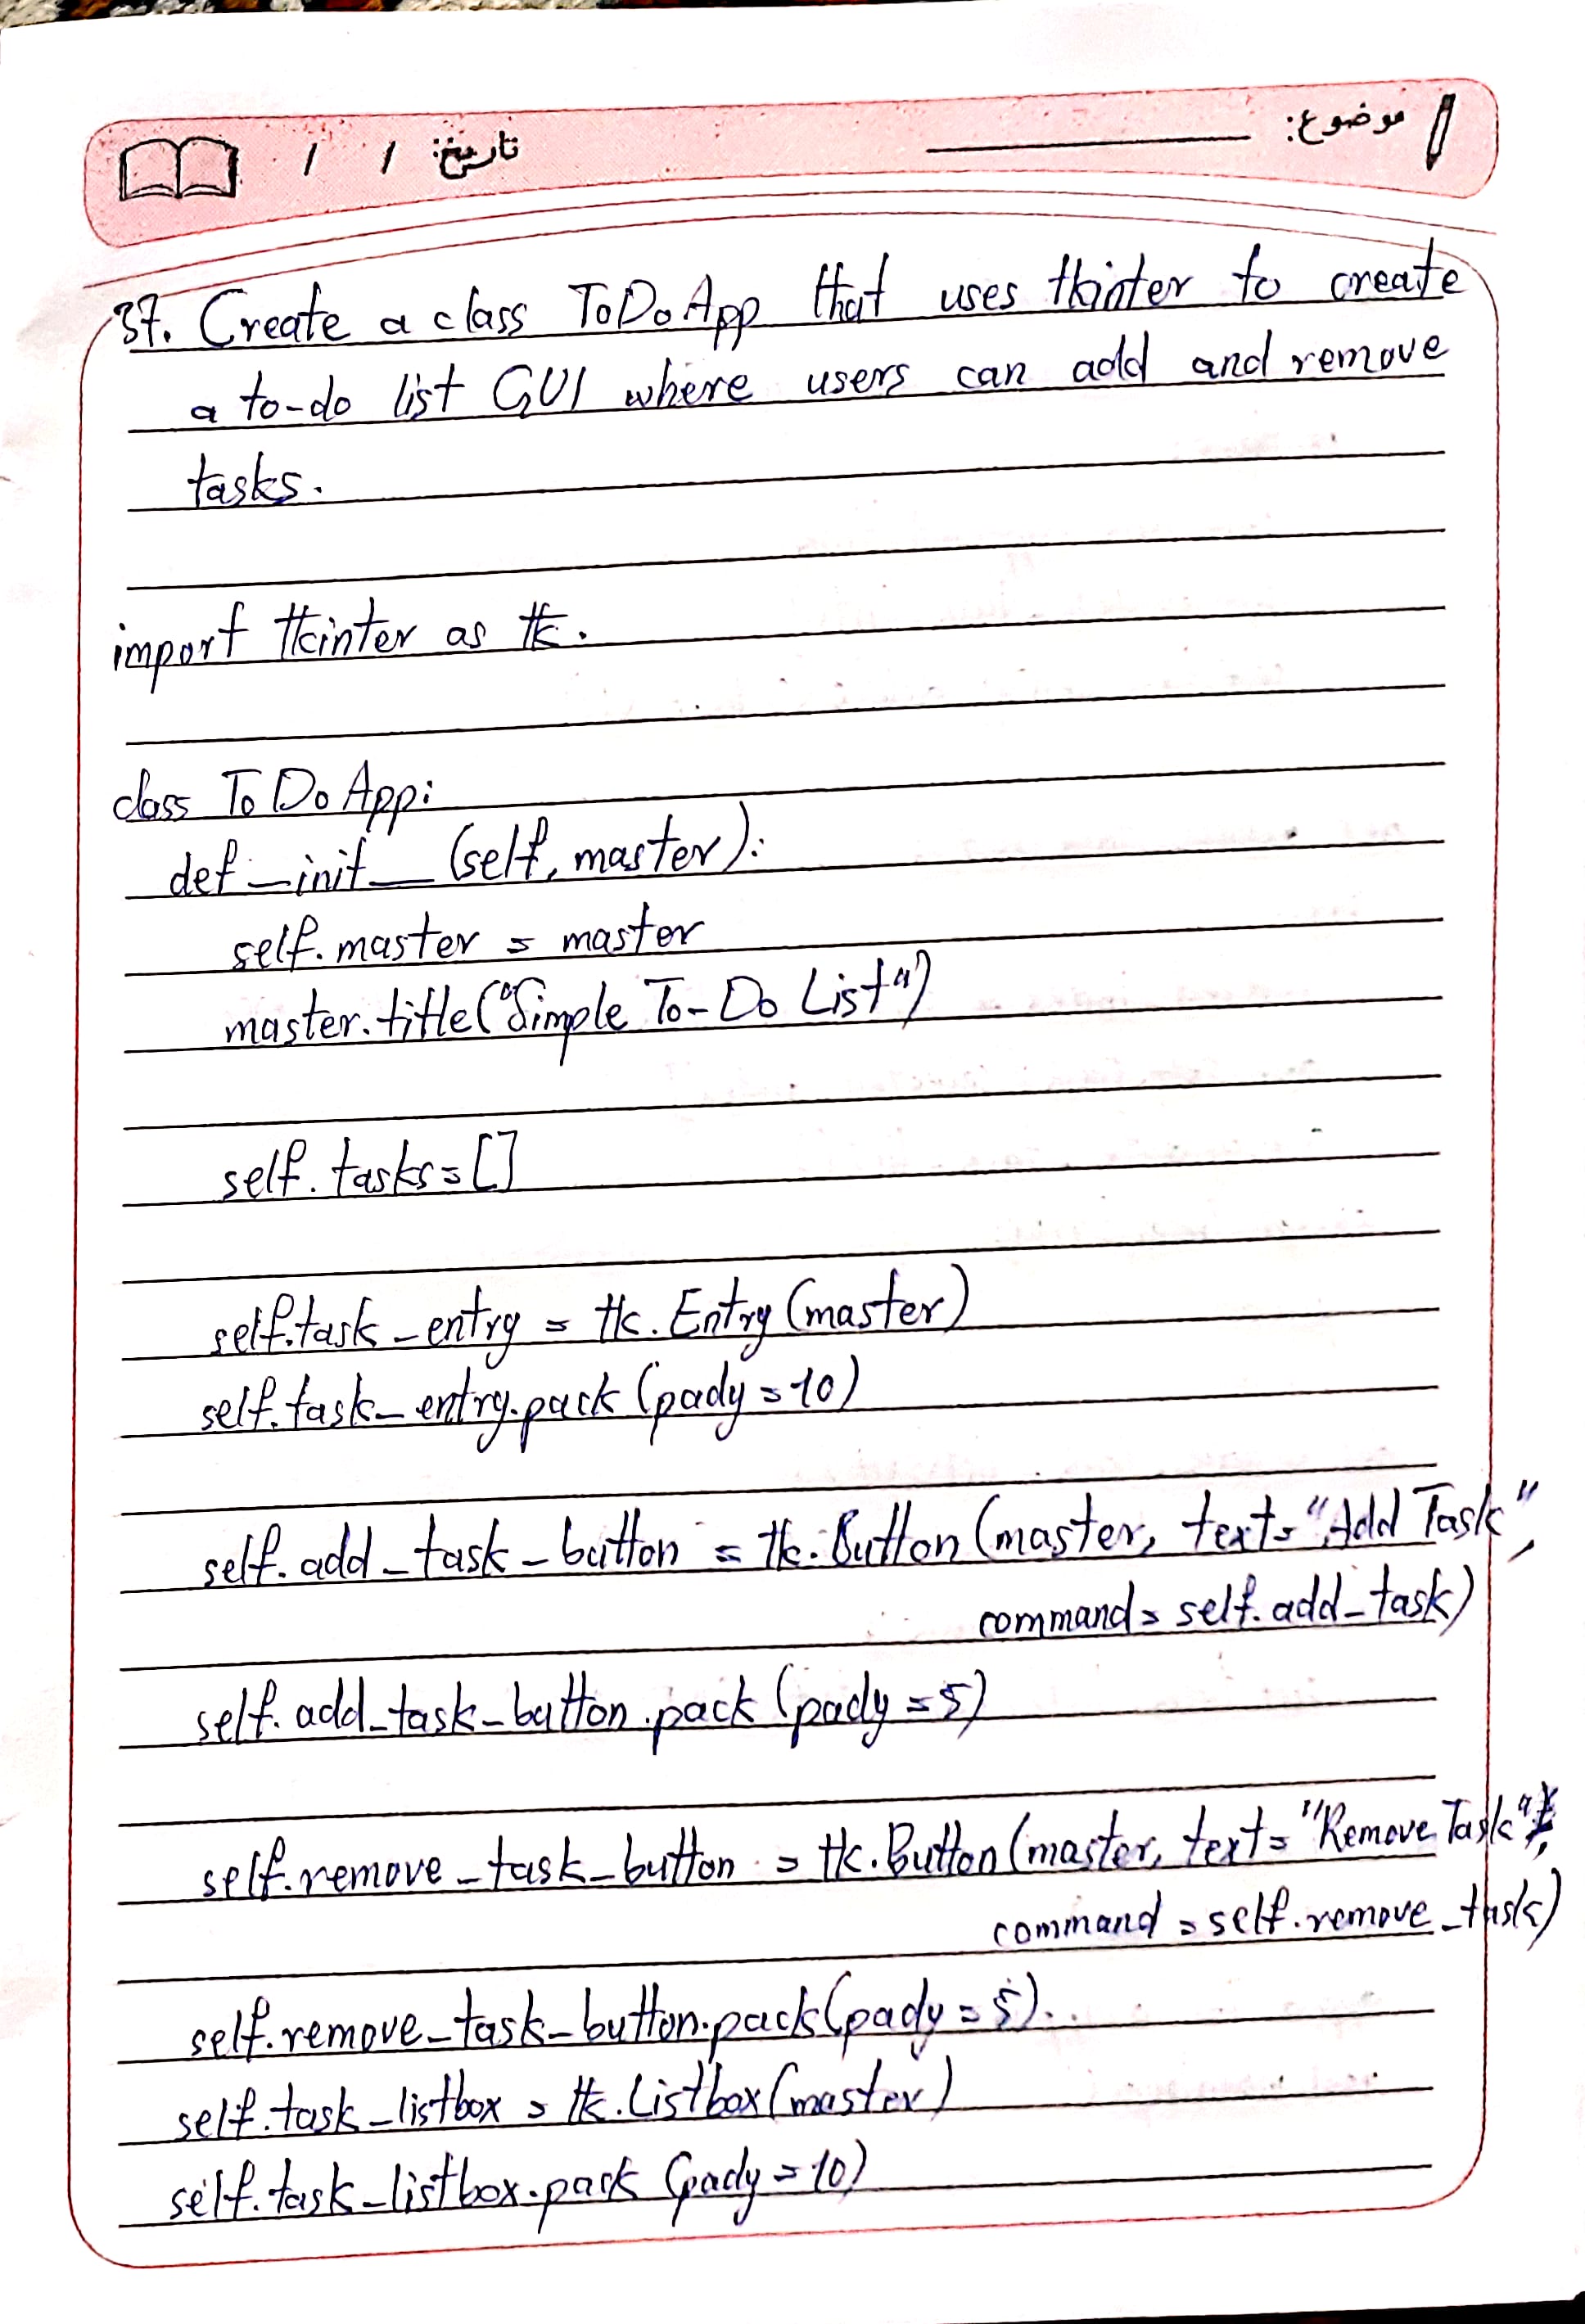 موضوع:
تاریخ: / /
37. Create a class ToDoApp that uses tkinter to create
a to-do list GUI where users can add and remove
tasks.
import tkinter as tk.
class ToDoApp:
def __init__ (self, master):
self.master = master
master.title("Simple To-Do List")
self.tasks=[]
self.task_entry = tk.Entry(master)
self.task_entry.pack(pady=10)
self.add_task_button = tk.Button(master, text="Add Task",
command=self.add_task)
self.add_task_button.pack(pady=5)
self.remove_task_button = tk.Button(master, text="Remove Task",
command=self.remove_task)
self.remove_task_button.pack(pady=5).
self.task_listbox = tk.Listbox(master)
self.task_listbox.pack(pady=10)